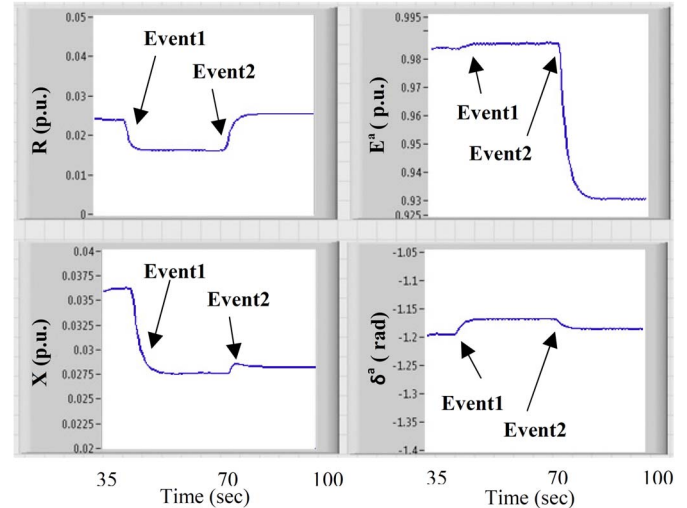 0.05
0.04
0.03
0.02
0.01
0
R (p.u.)
Event1
Event2
0.995
0.98
0.97
0.96
0.95
0.94
0.93
0.925
Eª ( p.u.)
Event1
Event2
0.04
0.0375
0.035
0.0325
0.03
0.0275
0.025
0.0225
0.02
X (p.u.)
Event1
Event2
35 70 100
Time (sec)
-1.05
-1.1
-1.15
-1.2
-1.25
-1.3
-1.35
-1.4
δª ( rad)
Event1
Event2
35 70 100
Time (sec)